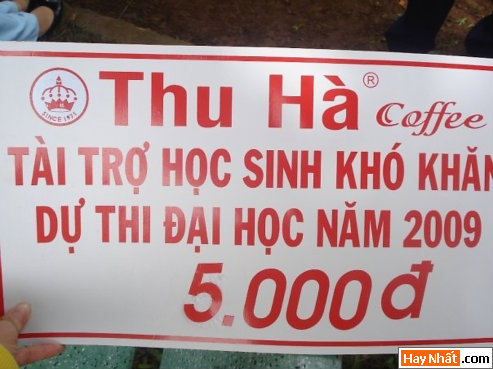 Thu Hà® Coffee
SINCE 1971
TÀI TRỢ HỌC SINH KHÓ KHĂN
DỰ THI ĐẠI HỌC NĂM 2009
5.000đ
HayNhất.com